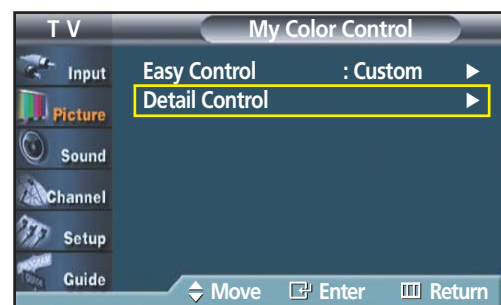 T V
My Color Control
Input
Easy Control : Custom
Picture
Detail Control
Sound
Channel
Setup
Guide
Move Enter Return